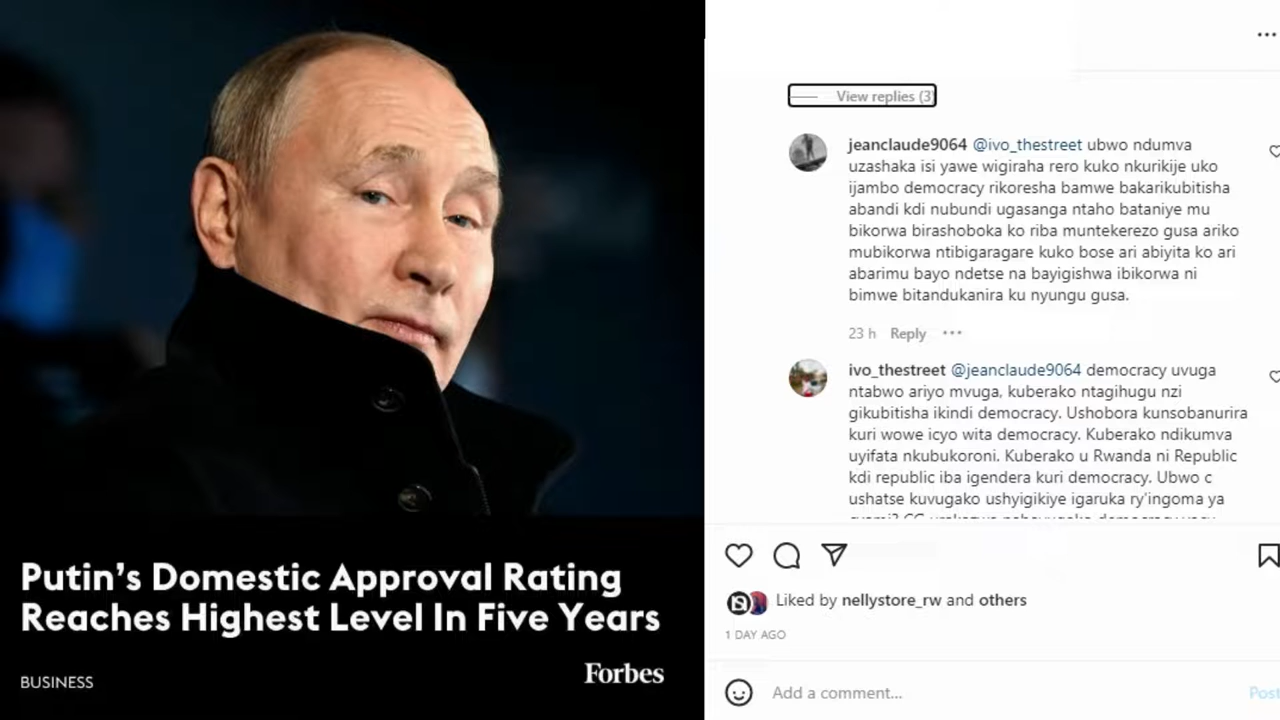 Putin's Domestic Approval Rating
Reaches Highest Level In Five Years
BUSINESS
Forbes
View replies (3)
jeanclaude9064 @ivo_thestreet ubwo ndumva
uzashaka isi yawe wigiraha rero kuko nkurikije uko
ijambo democracy rikoresha bamwe bakarikubitisha
abandi kdi nubundi ugasanga ntaho bataniye mu
bikorwa birashoboka ko riba muntekerezo gusa ariko
mubikorwa ntibigaragare kuko bose ari abiyita ko ari
abarimu bayo ndetse na bayigishwa ibikorwa ni
bimwe bitandukanira ku nyungu gusa.
23 h Reply
ivo_thestreet @jeanclaude9064 democracy uvuga
ntabwo ariyo mvuga, kuberako ntagihugu nzi
gikubitisha ikindi democracy. Ushobora kunsobanurira
kuri wowe icyo wita democracy. Kuberako ndikumva
uyifata nkubukoroni. Kuberako u Rwanda ni Republic
kdi republic iba igendera kuri democracy. Ubwo c
ushatse kuvugako ushyigikiye igaruka ry'ingoma ya
Liked by nellystore_rw and others
1 DAY AGO
Add a comment...
Post